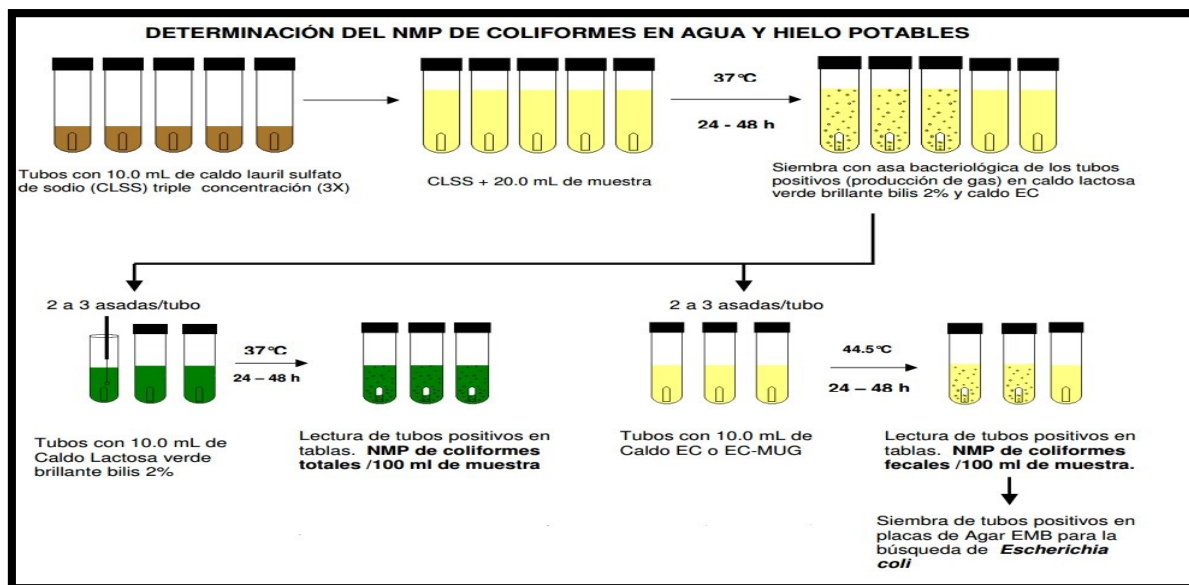 DETERMINACIÓN DEL NMP DE COLIFORMES EN AGUA Y HIELO POTABLES
Tubos con 10.0 mL de caldo lauril sulfato
de sodio (CLSS) triple concentración (3X)
CLSS + 20.0 mL de muestra
37°C
24 - 48 h
Siembra con asa bacteriológica de los tubos
positivos (producción de gas) en caldo lactosa
verde brillante bilis 2% y caldo EC
2 a 3 asadas/tubo
37°C
24 – 48 h
Tubos con 10.0 mL de
Caldo Lactosa verde
brillante bilis 2%
Lectura de tubos positivos en
tablas. NMP de coliformes
totales /100 ml de muestra
2 a 3 asadas/tubo
44.5°C
24 – 48 h
Tubos con 10.0 mL de
Caldo EC o EC-MUG
Lectura de tubos positivos en
tablas. NMP de coliformes
fecales /100 ml de muestra.
Siembra de tubos positivos en
placas de Agar EMB para la
búsqueda de Escherichia
coli